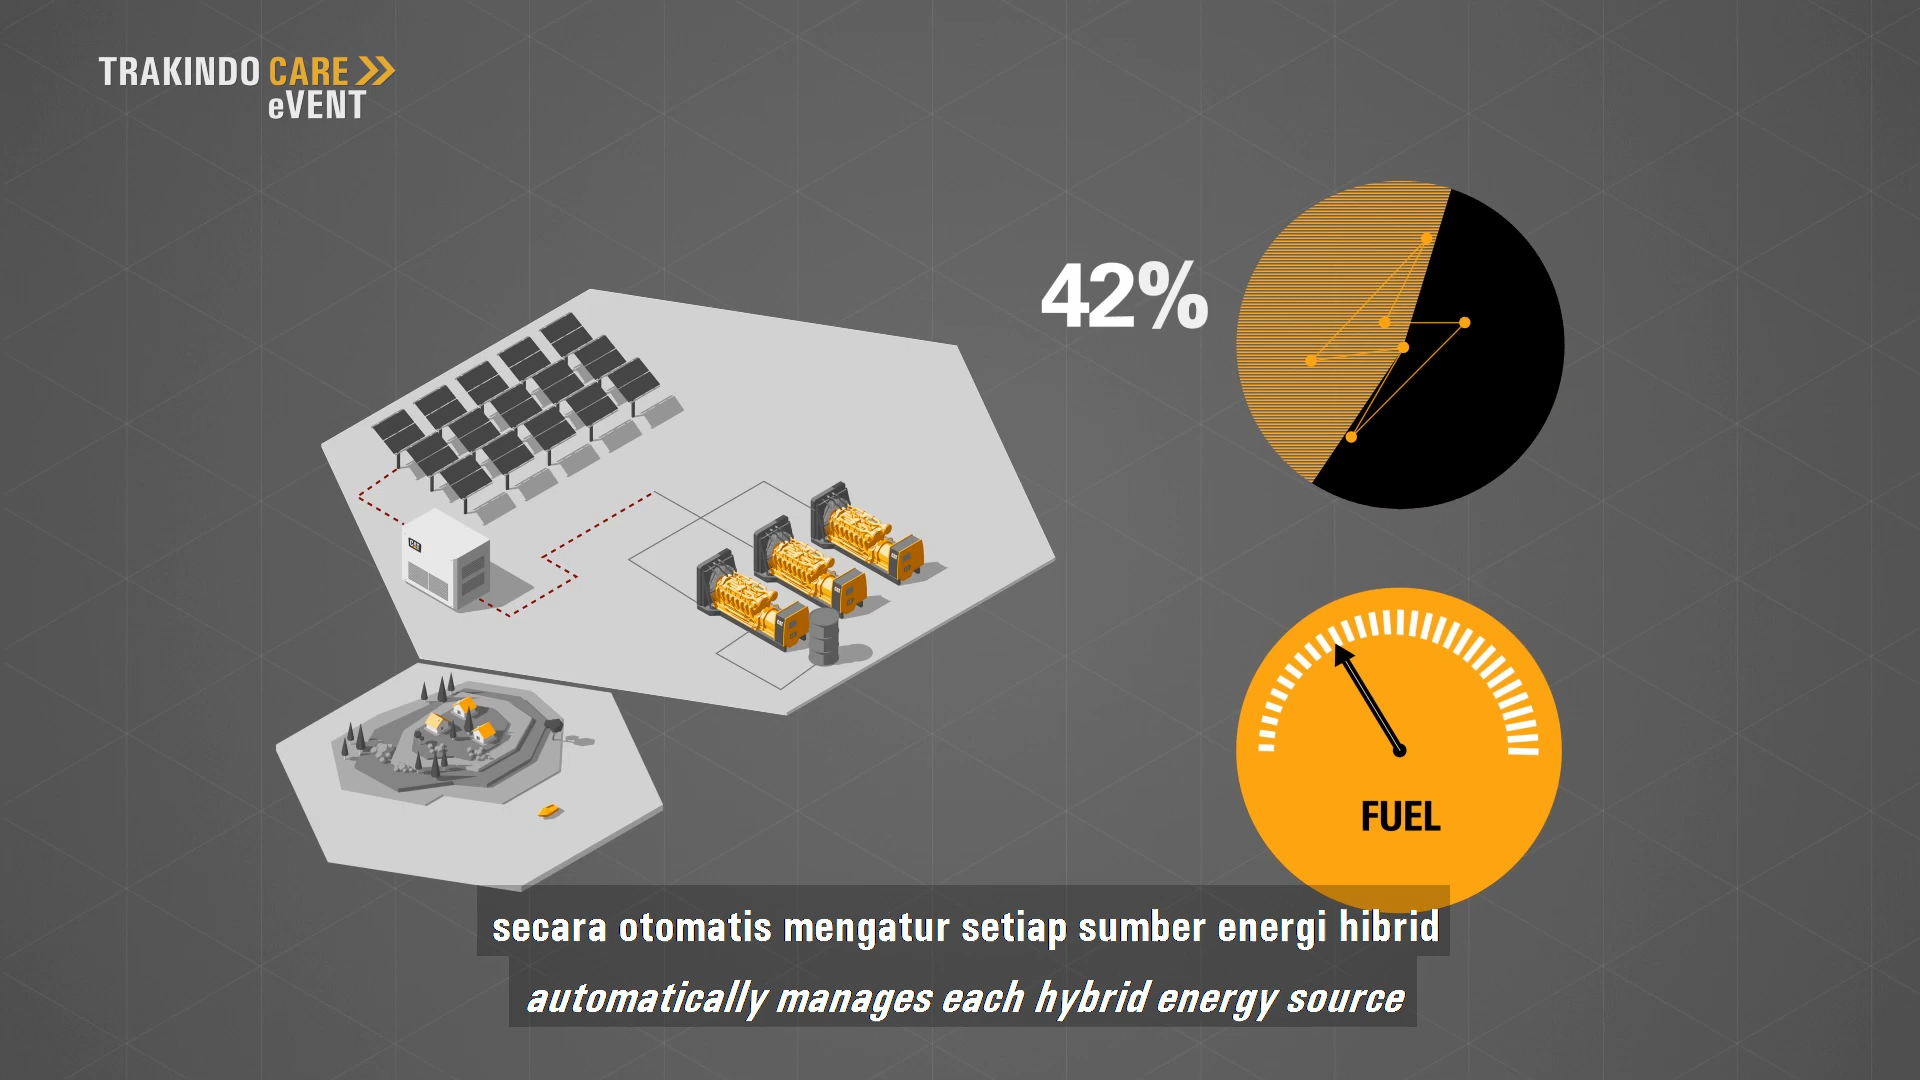 TRAKINDO CARE
eVENT
42%
FUEL
secara otomatis mengatur setiap sumber energi hibrid
automatically manages each hybrid energy source